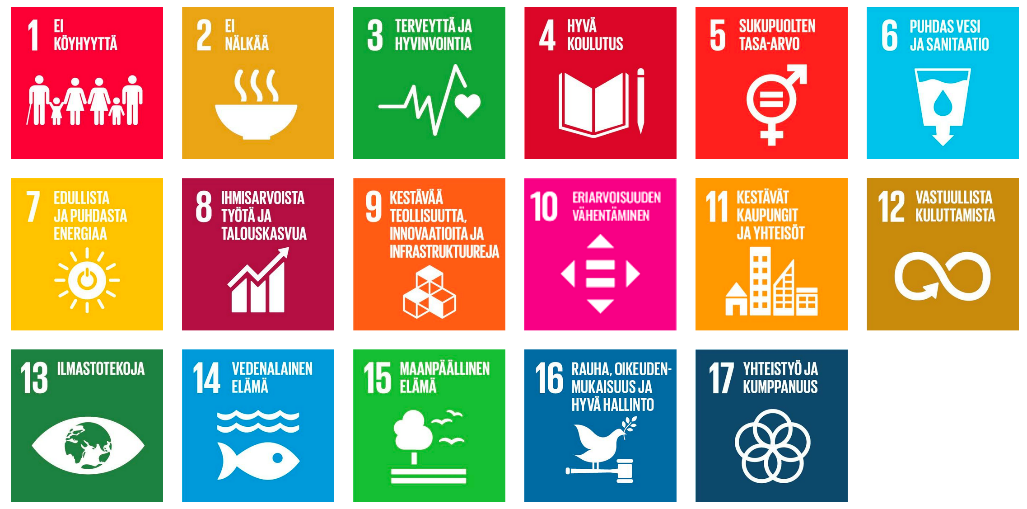 1 EI
KÖYHYYTTÄ
2 EI
NÄLKÄÄ
3 TERVEYTTÄ JA
HYVINVOINTIA
4 HYVÄ
KOULUTUS
5 SUKUPUOLTEN
TASA-ARVO
6 PUHDAS VESI
JA SANITAATIO
7 EDULLISTA
JA PUHDASTA
ENERGIAA
8 IHMISARVOISTA
TYÖTÄ JA
TALOUSKASVUA
9 KESTÄVÄÄ
TEOLLISUUTTA,
INNOVAATIOITA JA
INFRASTRUKTUUREJA
10 ERIARVOISUUDEN
VÄHENTÄMINEN
11 KESTÄVÄT
KAUPUNGIT
JA YHTEISÖT
12 VASTUULLISTA
KULUTTAMISTA
13 ILMASTOTEKOJA
14 VEDENALAINEN
ELÄMÄ
15 MAANPÄÄLLINEN
ELÄMÄ
16 RAUHA, OIKEUDEN-
MUKAISUUS JA
HYVÄ HALLINTO
17 YHTEISTYÖ JA
KUMPPANUUS